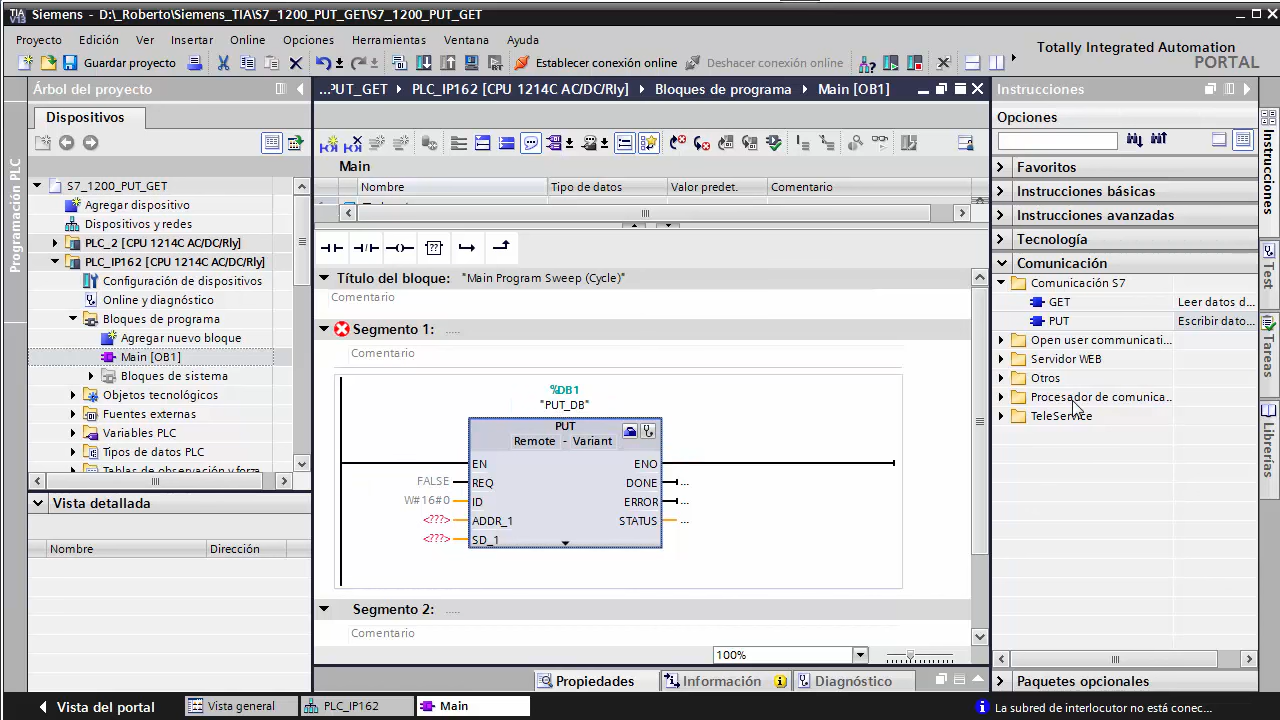 Siemens - D:\_Roberto\Siemens_TIA\S7_1200_PUT_GET\S7_1200_PUT_GET
Proyecto Edición Ver Insertar Online Opciones Herramientas Ventana Ayuda
Totally Integrated Automation
PORTAL
Guardar proyecto
Establecer conexión online
Deshacer conexión online
Árbol del proyecto
...PUT_GET PLC_IP162 [CPU 1214C AC/DC/Rly] Bloques de programa Main [OB1]
Instrucciones
Dispositivos
Opciones
Programación PLC
S7_1200_PUT_GET
Agregar dispositivo
Dispositivos y redes
PLC_2 [CPU 1214C AC/DC/Rly]
PLC_IP162 [CPU 1214C AC/DC/Rly]
Configuración de dispositivos
Online y diagnóstico
Bloques de programa
Agregar nuevo bloque
Main [OB1]
Bloques de sistema
Objetos tecnológicos
Fuentes externas
Variables PLC
Tipos de datos PLC
Tablas de observación y forza
Vista detallada
Nombre Dirección
Main
Nombre Tipo de datos Valor predet. Comentario
Título del bloque: "Main Program Sweep (Cycle)"
Comentario
Segmento 1: .....
Comentario
%DB1
"PUT_DB"
PUT
Remote - Variant
EN ENO
FALSE REQ DONE ...
W#16#0 ID ERROR ...
<???> ADDR_1 STATUS ...
<???> SD_1
Segmento 2: .....
Comentario
100%
Propiedades Información Diagnóstico
Favoritos
Instrucciones básicas
Instrucciones avanzadas
Tecnología
Comunicación
Comunicación S7
GET Leer datos d...
PUT Escribir dato...
Open user communicati...
Servidor WEB
Otros
Procesador de comunica...
TeleService
Paquetes opcionales
Instrucciones
Test
Tareas
Librerías
Vista del portal Vista general PLC_IP162 Main
La subred de interlocutor no está conec...